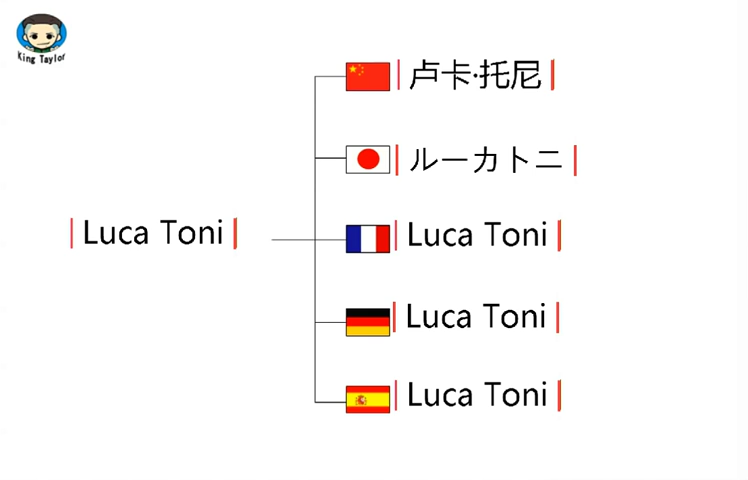 King Taylor
卢卡·托尼
ルーカトニ
Luca Toni
Luca Toni
Luca Toni
Luca Toni